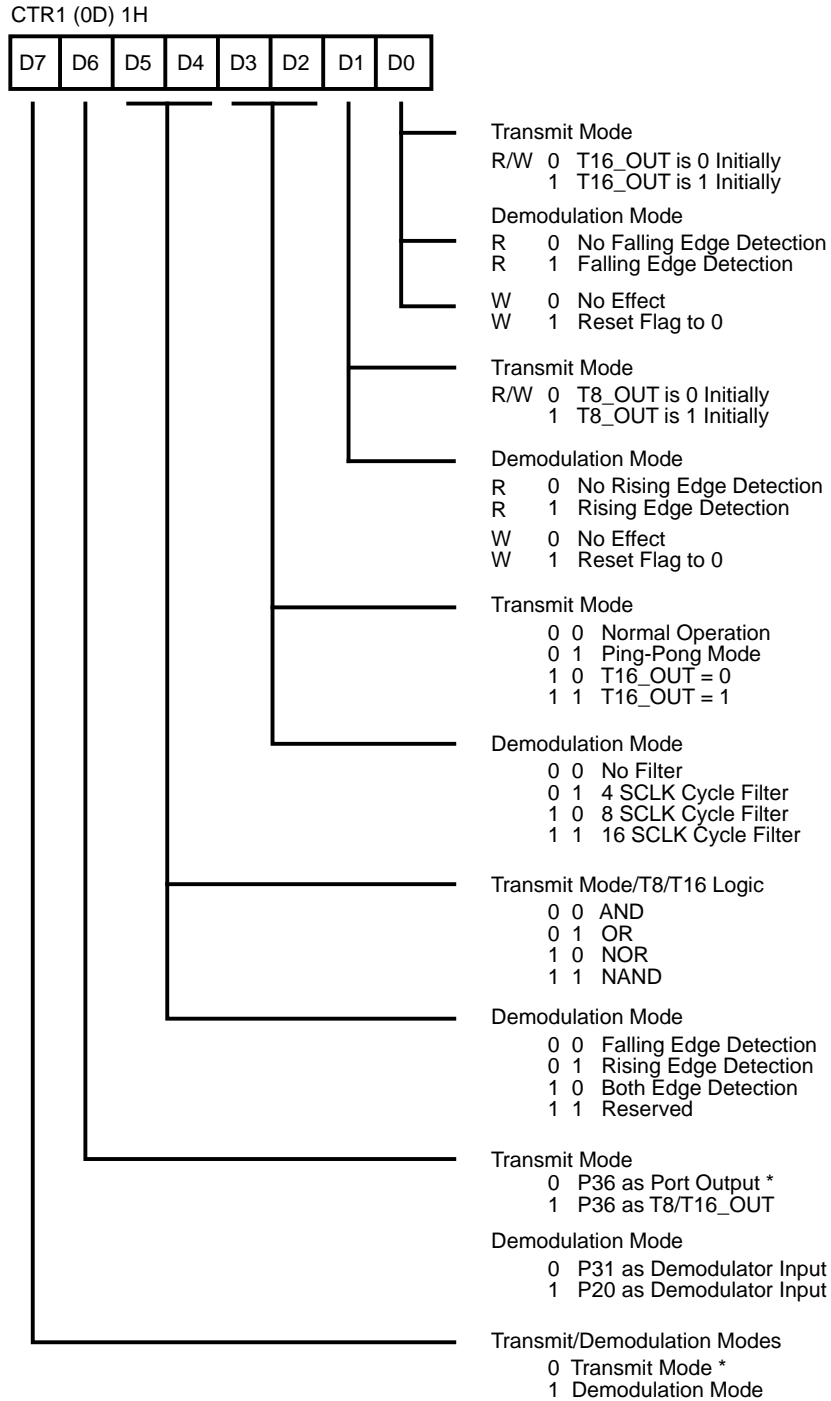 CTR1 (0D) 1H
D7 D6 D5 D4 D3 D2 D1 D0
Transmit Mode
R/W 0 T16_OUT is 0 Initially
1 T16_OUT is 1 Initially
Demodulation Mode
R 0 No Falling Edge Detection
R 1 Falling Edge Detection
W 0 No Effect
W 1 Reset Flag to 0
Transmit Mode
R/W 0 T8_OUT is 0 Initially
1 T8_OUT is 1 Initially
Demodulation Mode
R 0 No Rising Edge Detection
R 1 Rising Edge Detection
W 0 No Effect
W 1 Reset Flag to 0
Transmit Mode
0 0 Normal Operation
0 1 Ping-Pong Mode
1 0 T16_OUT = 0
1 1 T16_OUT = 1
Demodulation Mode
0 0 No Filter
0 1 4 SCLK Cycle Filter
1 0 8 SCLK Cycle Filter
1 1 16 SCLK Cycle Filter
Transmit Mode/T8/T16 Logic
0 0 AND
0 1 OR
1 0 NOR
1 1 NAND
Demodulation Mode
0 0 Falling Edge Detection
0 1 Rising Edge Detection
1 0 Both Edge Detection
1 1 Reserved
Transmit Mode
0 P36 as Port Output *
1 P36 as T8/T16_OUT
Demodulation Mode
0 P31 as Demodulator Input
1 P20 as Demodulator Input
Transmit/Demodulation Modes
0 Transmit Mode *
1 Demodulation Mode